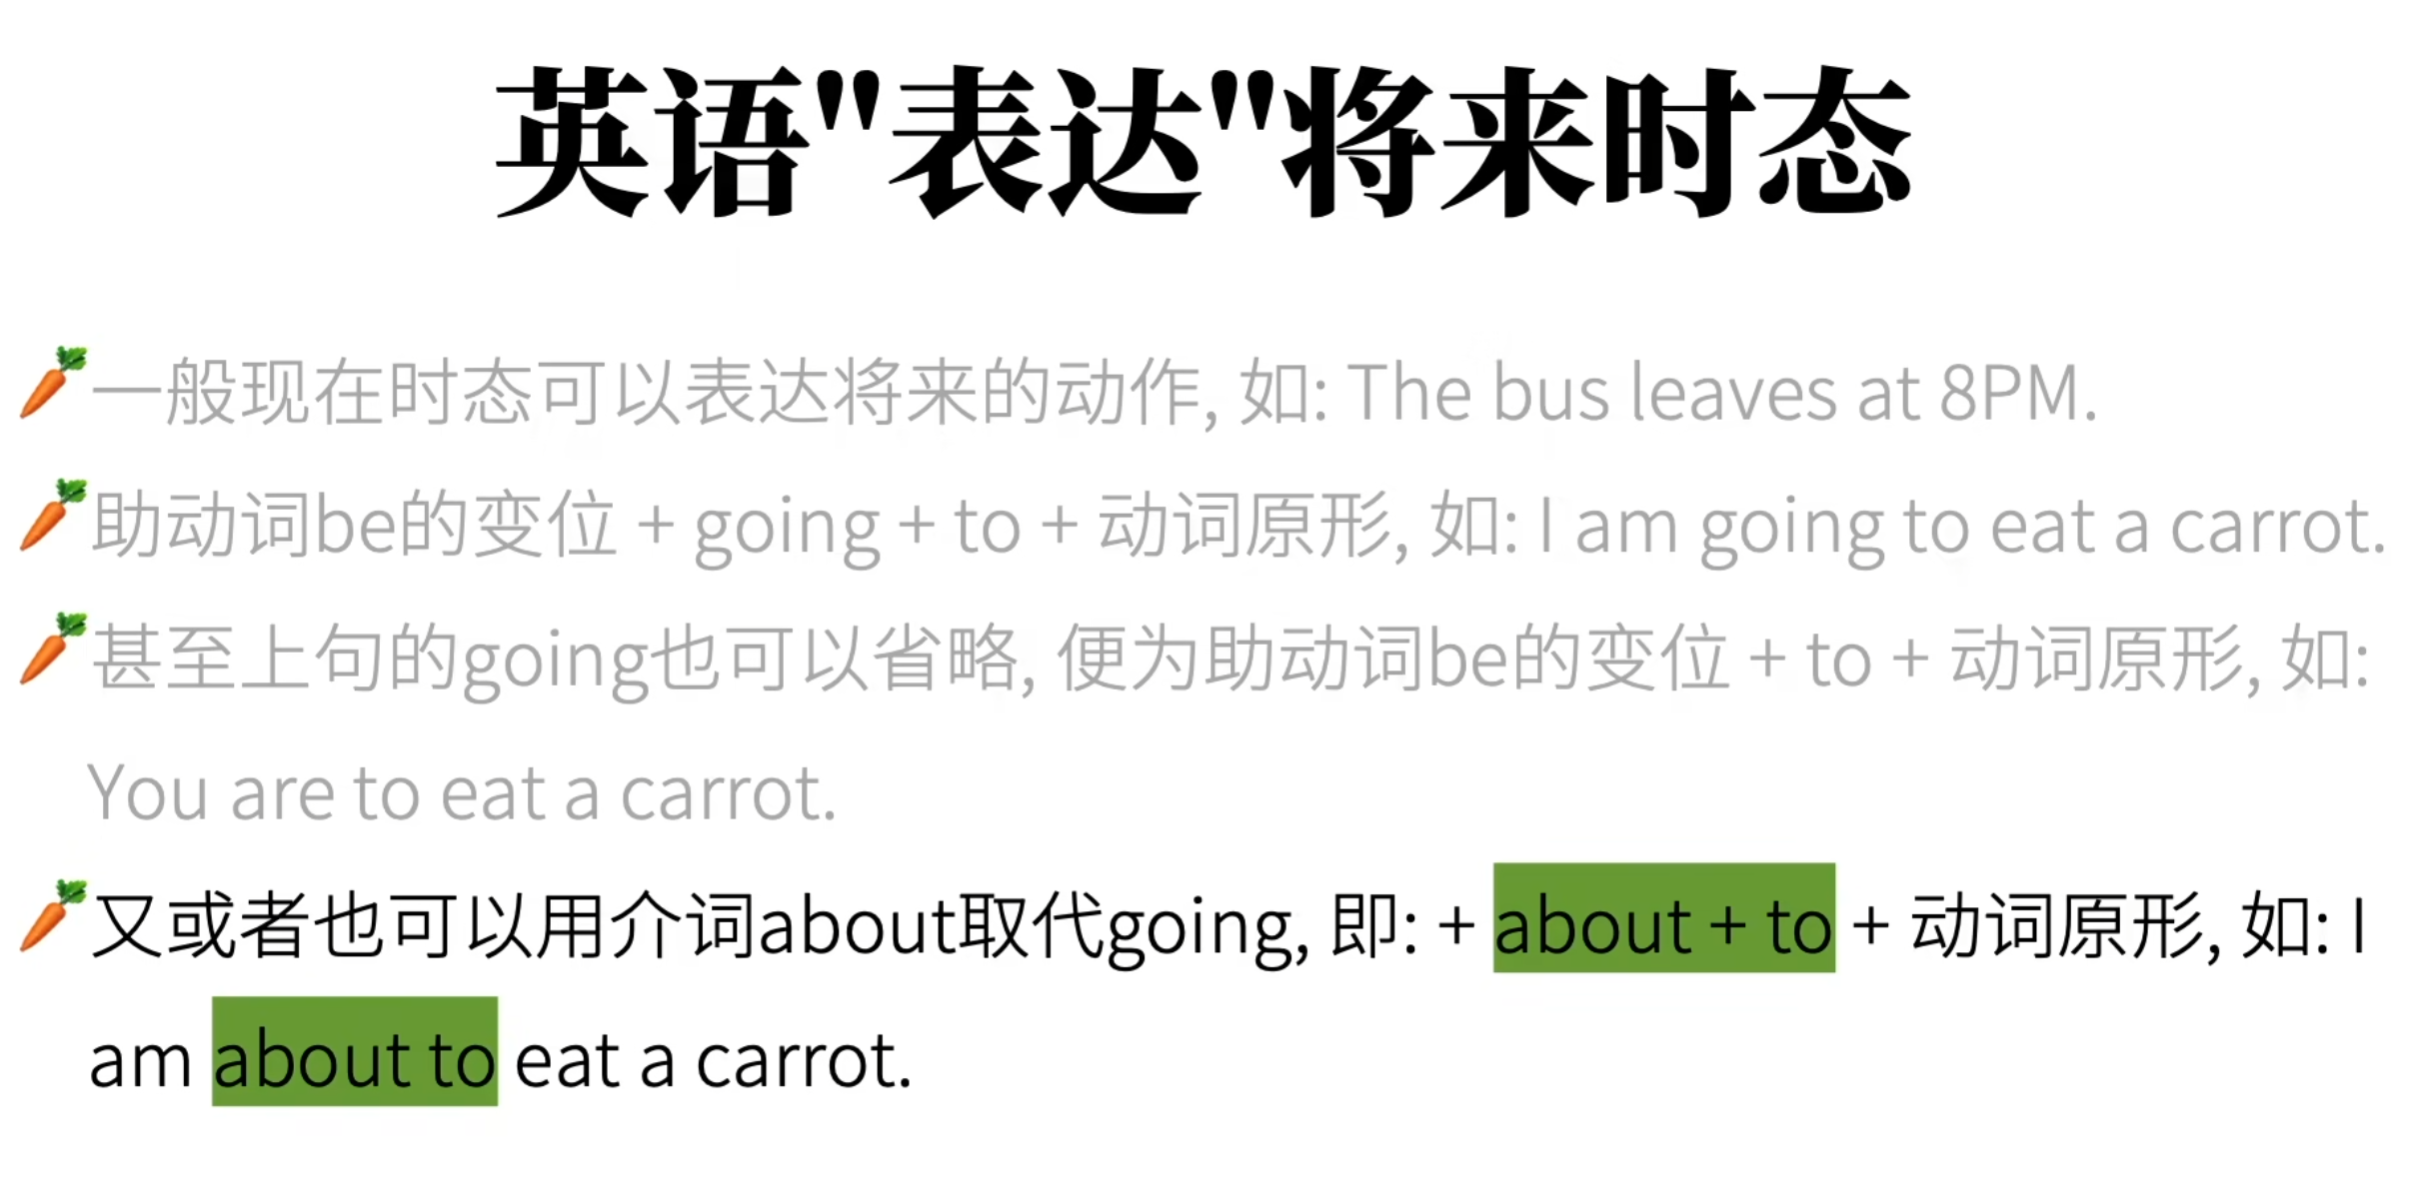 英语"表达"将来时态
🥕一般现在时态可以表达将来的动作, 如: The bus leaves at 8PM.
🥕助动词be的变位 + going + to + 动词原形, 如: I am going to eat a carrot.
🥕甚至上句的going也可以省略, 便为助动词be的变位 + to + 动词原形, 如:
You are to eat a carrot.
🥕又或者也可以用介词about取代going, 即: + about + to + 动词原形, 如: I
am about to eat a carrot.